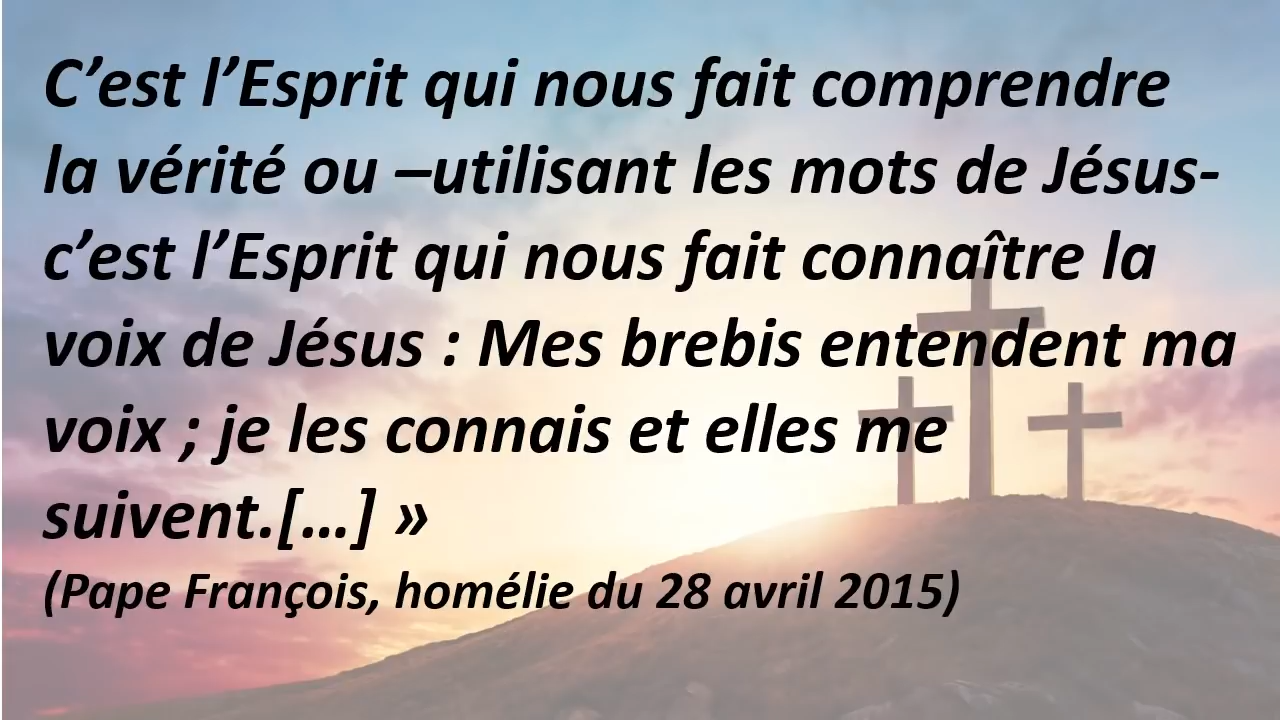 C’est l’Esprit qui nous fait comprendre
la vérité ou –utilisant les mots de Jésus-
c’est l’Esprit qui nous fait connaître la
voix de Jésus : Mes brebis entendent ma
voix ; je les connais et elles me
suivent.[…] »
(Pape François, homélie du 28 avril 2015)